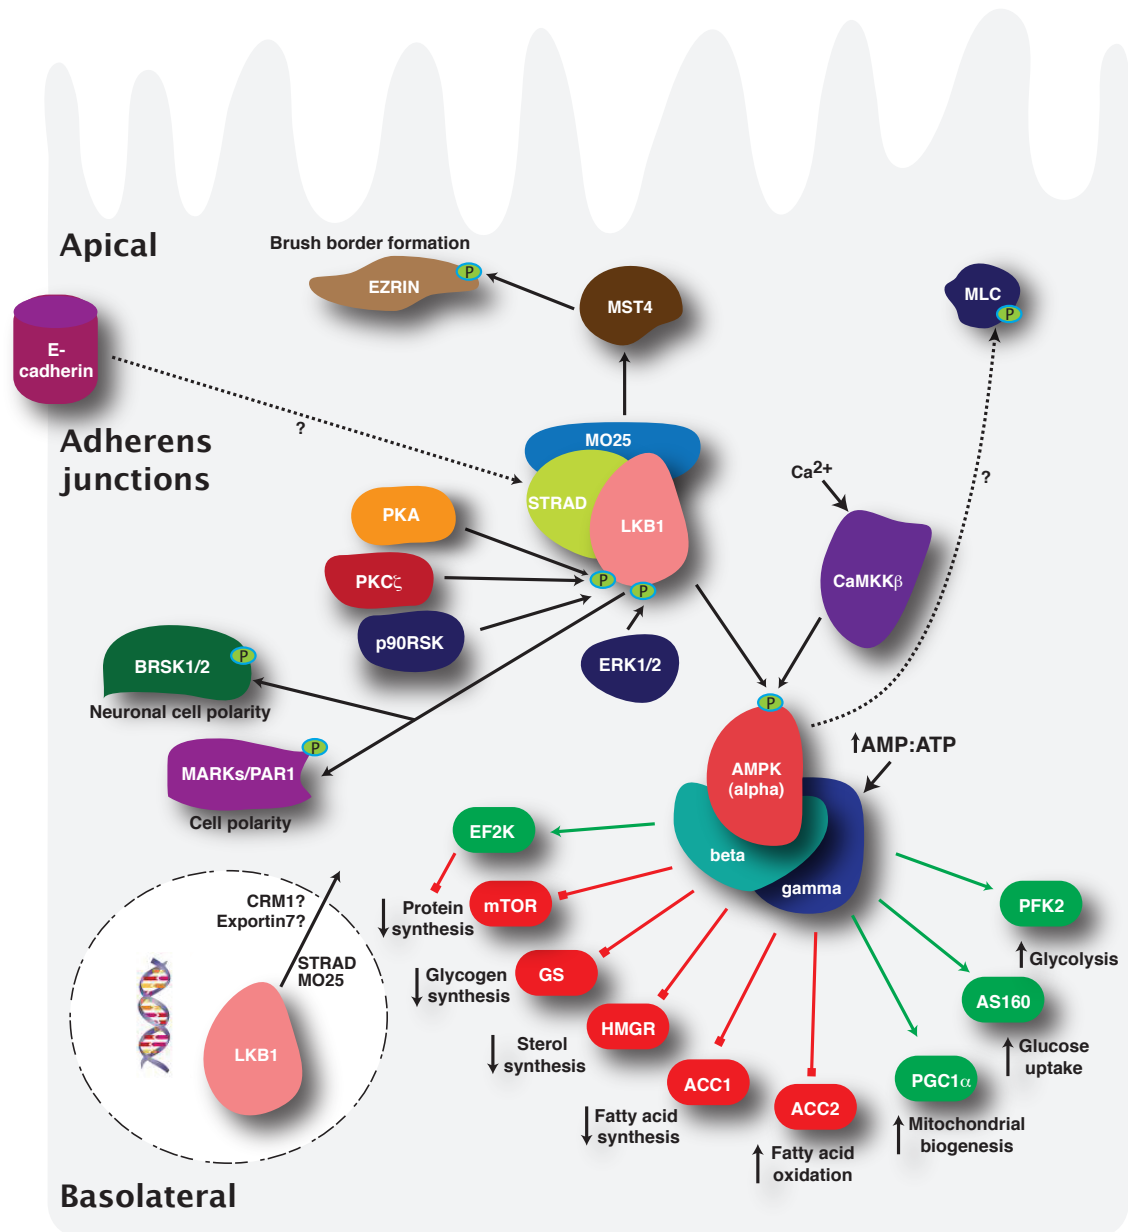 Apical
Brush border formation
EZRIN
P
MST4
MLC
P
E-
cadherin
?
Adherens
junctions
MO25
STRAD
LKB1
Ca2+
?
PKA
PKCζ
p90RSK
P
P
ERK1/2
CaMKKβ
BRSK1/2
P
Neuronal cell polarity
MARKs/PAR1
P
Cell polarity
P
AMPK
(alpha)
beta
gamma
AMP:ATP
EF2K
mTOR
Protein
synthesis
GS
Glycogen
synthesis
HMGR
Sterol
synthesis
ACC1
Fatty acid
synthesis
ACC2
Fatty acid
oxidation
PGC1α
Mitochondrial
biogenesis
AS160
Glucose
uptake
PFK2
Glycolysis
CRM1?
Exportin7?
STRAD
MO25
LKB1
Basolateral